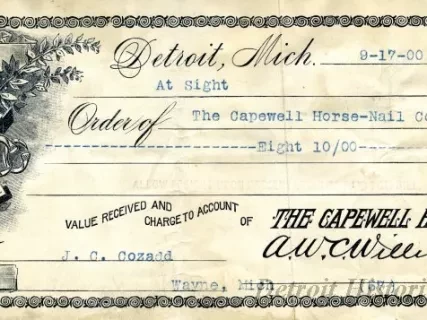 Detroit, Mich. 9-17-00
At Sight
Order of The Capewell Horse-Nail Co
Eight 10/00
VALUE RECEIVED AND
CHARGE TO ACCOUNT OF THE CAPEWELL
J. C. Cozadd
Wayne, Mich
Detroit Histori